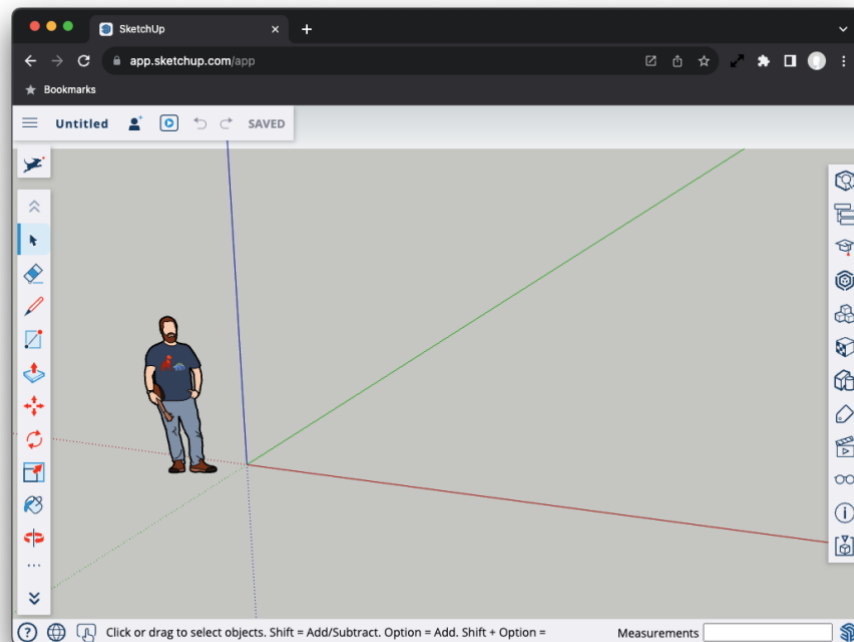 SketchUp
app.sketchup.com/app
Bookmarks
Untitled
SAVED
Click or drag to select objects. Shift = Add/Subtract. Option = Add. Shift + Option =
Measurements